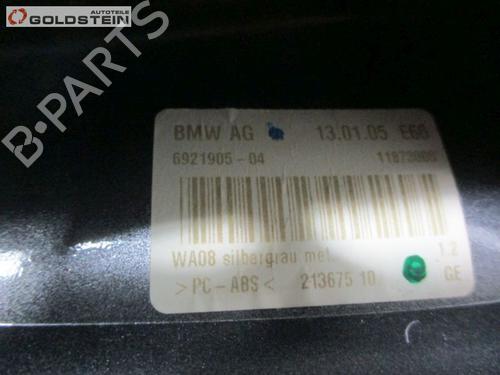 AUTOTEILE
GOLDSTEIN
B-PARTS
BMW AG 13.01.05 E60
6921905-04
WA08 silbergrau met. 1.2
>PC-ABS< 213675 10 GE